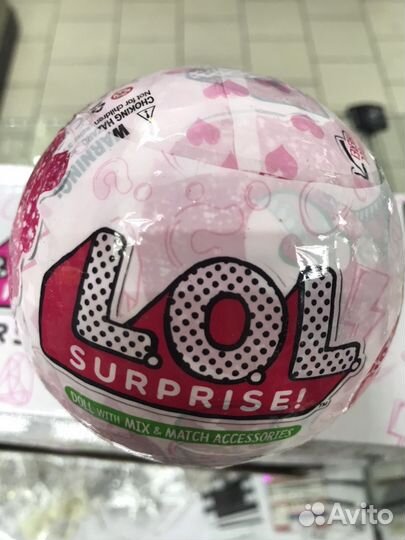 WARNING!
CHOKING HA
Not for children
L.O.L.
SURPRISE!
DOLL WITH MIX & MATCH ACCESSORIES
Avito